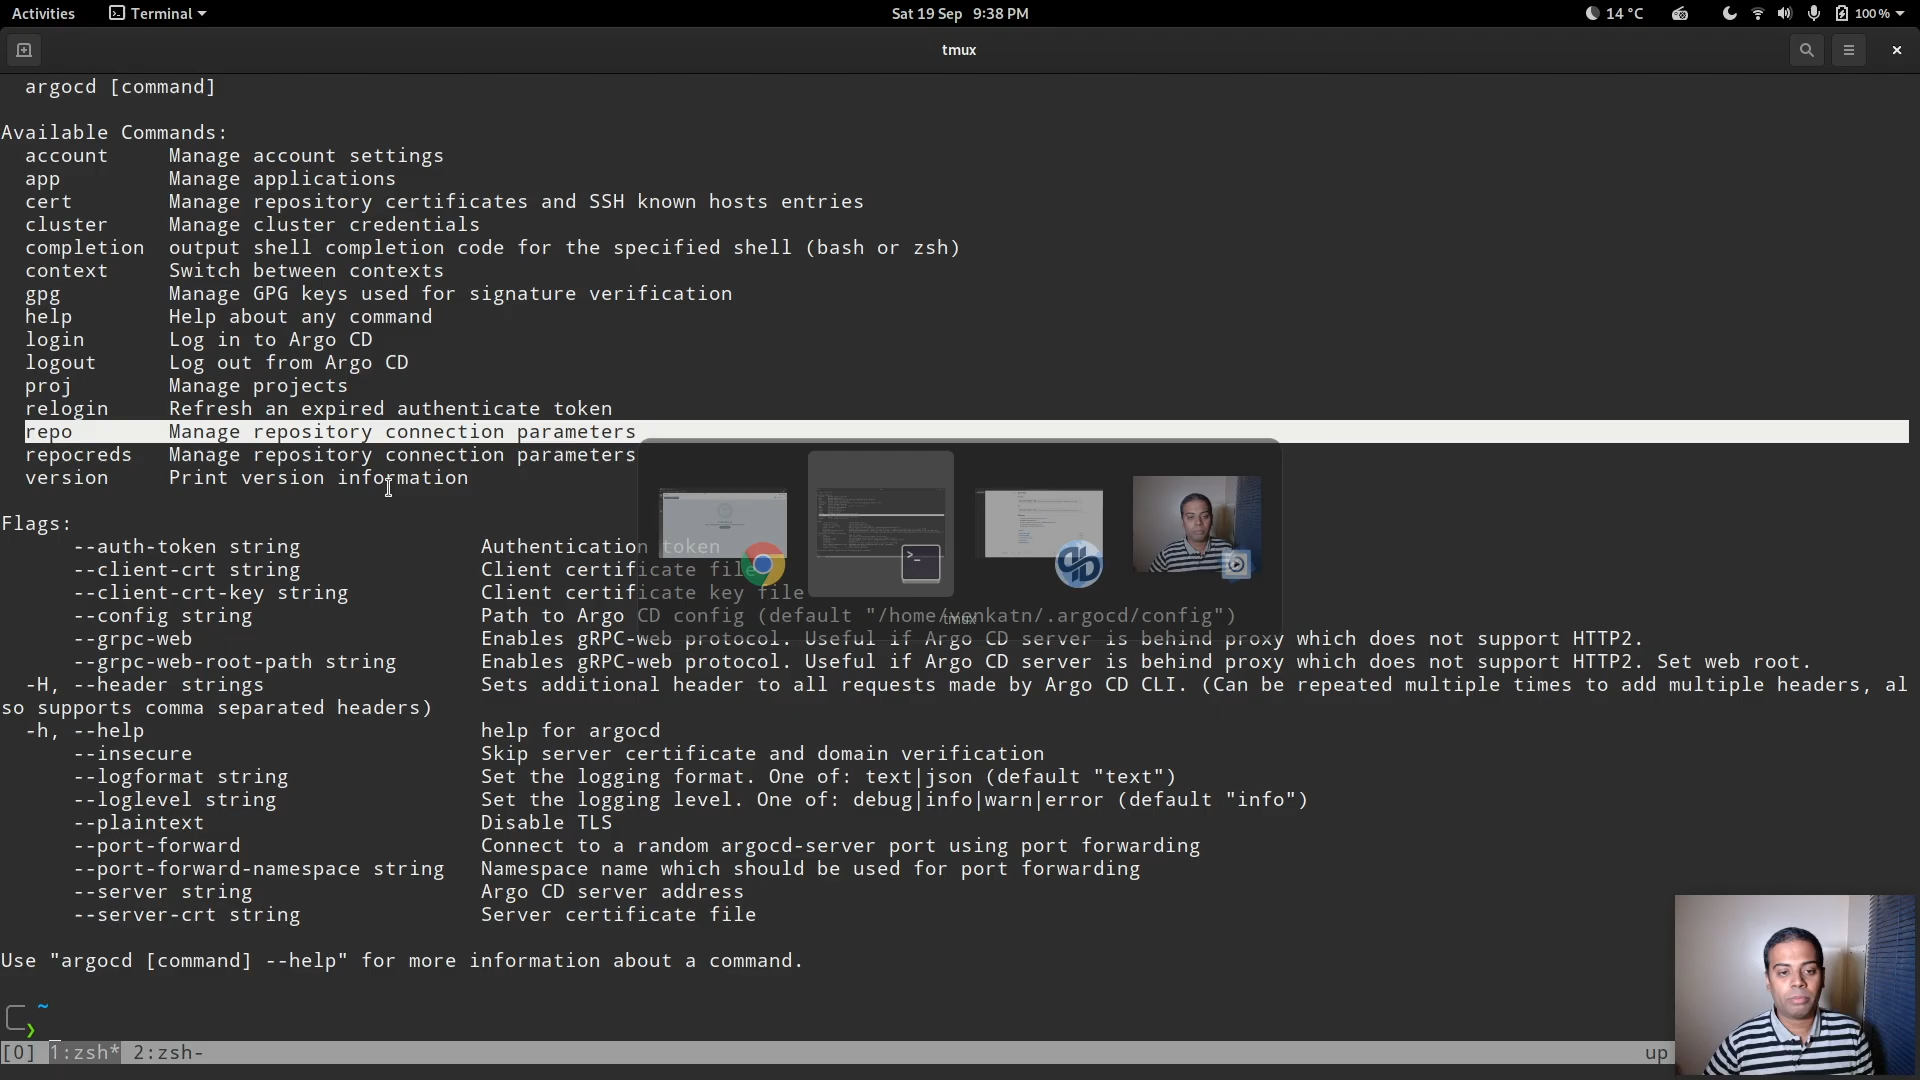 Activities Terminal Sat 19 Sep 9:38 PM 14 °C 100 %
tmux
argocd [command]
Available Commands:
account Manage account settings
app Manage applications
cert Manage repository certificates and SSH known hosts entries
cluster Manage cluster credentials
completion output shell completion code for the specified shell (bash or zsh)
context Switch between contexts
gpg Manage GPG keys used for signature verification
help Help about any command
login Log in to Argo CD
logout Log out from Argo CD
proj Manage projects
relogin Refresh an expired authenticate token
repo Manage repository connection parameters
repocreds Manage repository connection parameters
version Print version information
Flags:
--auth-token string Authentication token
--client-crt string Client certificate file
--client-crt-key string Client certificate key file
--config string Path to Argo CD config (default "/home/venkatn/.argocd/config")
tmux
--grpc-web Enables gRPC-web protocol. Useful if Argo CD server is behind proxy which does not support HTTP2.
--grpc-web-root-path string Enables gRPC-web protocol. Useful if Argo CD server is behind proxy which does not support HTTP2. Set web root.
-H, --header strings Sets additional header to all requests made by Argo CD CLI. (Can be repeated multiple times to add multiple headers, al
so supports comma separated headers)
-h, --help help for argocd
--insecure Skip server certificate and domain verification
--logformat string Set the logging format. One of: text|json (default "text")
--loglevel string Set the logging level. One of: debug|info|warn|error (default "info")
--plaintext Disable TLS
--port-forward Connect to a random argocd-server port using port forwarding
--port-forward-namespace string Namespace name which should be used for port forwarding
--server string Argo CD server address
--server-crt string Server certificate file
Use "argocd [command] --help" for more information about a command.
~
❯
[0] 1:zsh* 2:zsh- up